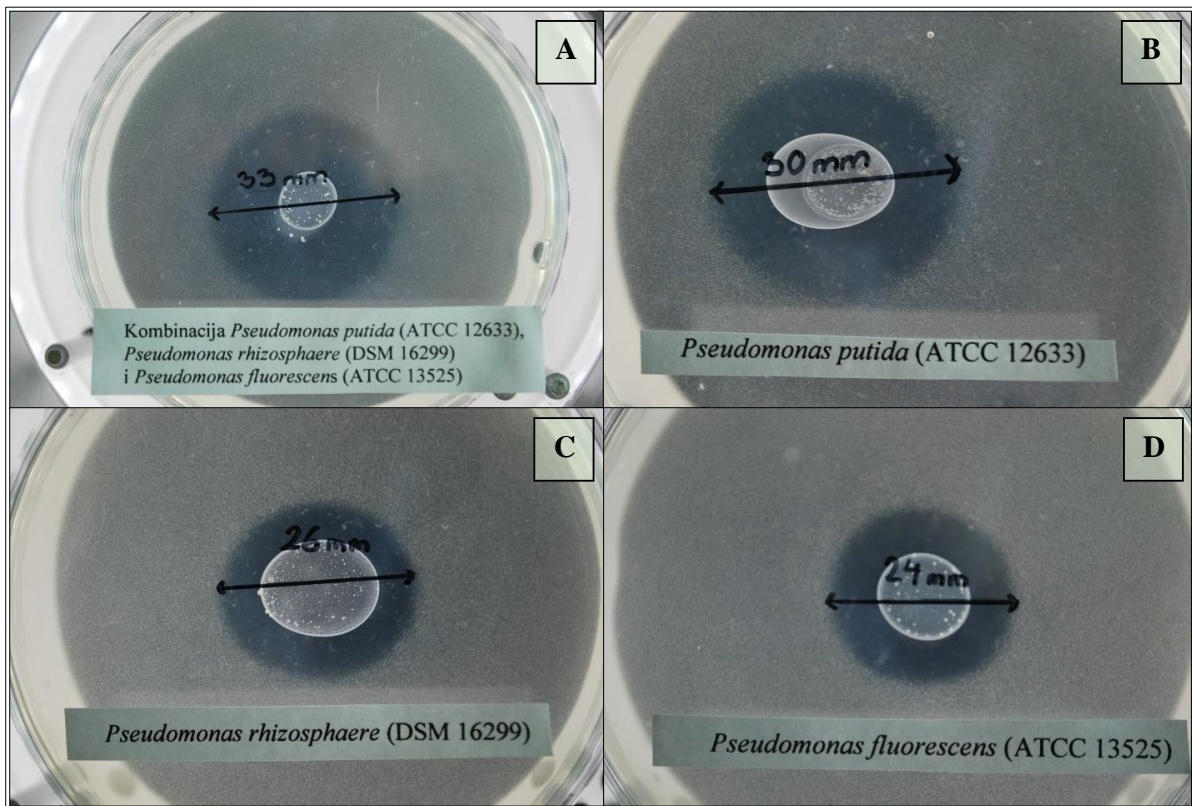 A
33 mm
Kombinacija Pseudomonas putida (ATCC 12633),
Pseudomonas rhizosphaere (DSM 16299)
i Pseudomonas fluorescens (ATCC 13525)
B
30 mm
Pseudomonas putida (ATCC 12633)
C
26 mm
Pseudomonas rhizosphaere (DSM 16299)
D
24 mm
Pseudomonas fluorescens (ATCC 13525)